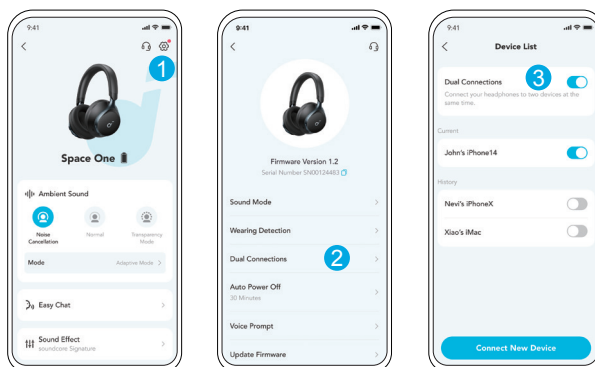 9:41
1
Space One
Ambient Sound
Noise
Cancellation
Normal
Transparency
Mode
Mode
Adaptive Mode
Easy Chat
Sound Effect
soundcore Signature
9:41
Firmware Version 1.2
Serial Number SN00124483
Sound Mode
Wearing Detection
Dual Connections
2
Auto Power Off
30 Minutes
Voice Prompt
Update Firmware
9:41
Device List
Dual Connections
3
Connect your headphones to two devices at the
same time.
Current
John's iPhone14
History
Nevi's iPhoneX
Xiao's iMac
Connect New Device